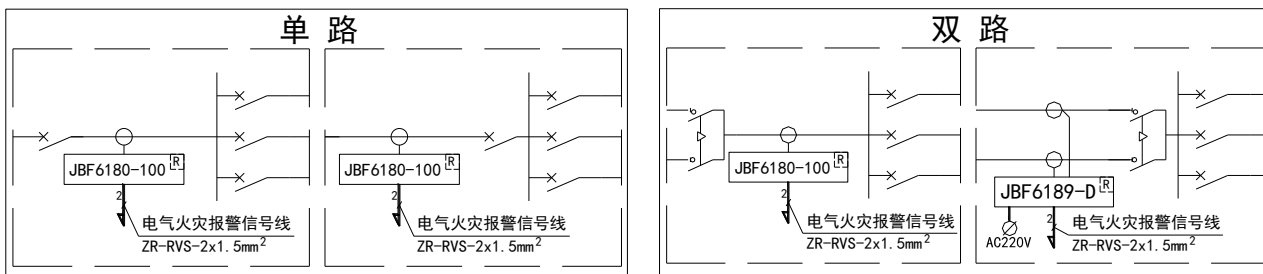 单 路
JBF6180-100 R
2
电气火灾报警信号线
ZR-RVS-2x1.5mm²
JBF6180-100 R
2
电气火灾报警信号线
ZR-RVS-2x1.5mm²
双 路
JBF6180-100 R
2
电气火灾报警信号线
ZR-RVS-2x1.5mm²
JBF6189-D R
2
AC220V
电气火灾报警信号线
ZR-RVS-2x1.5mm²